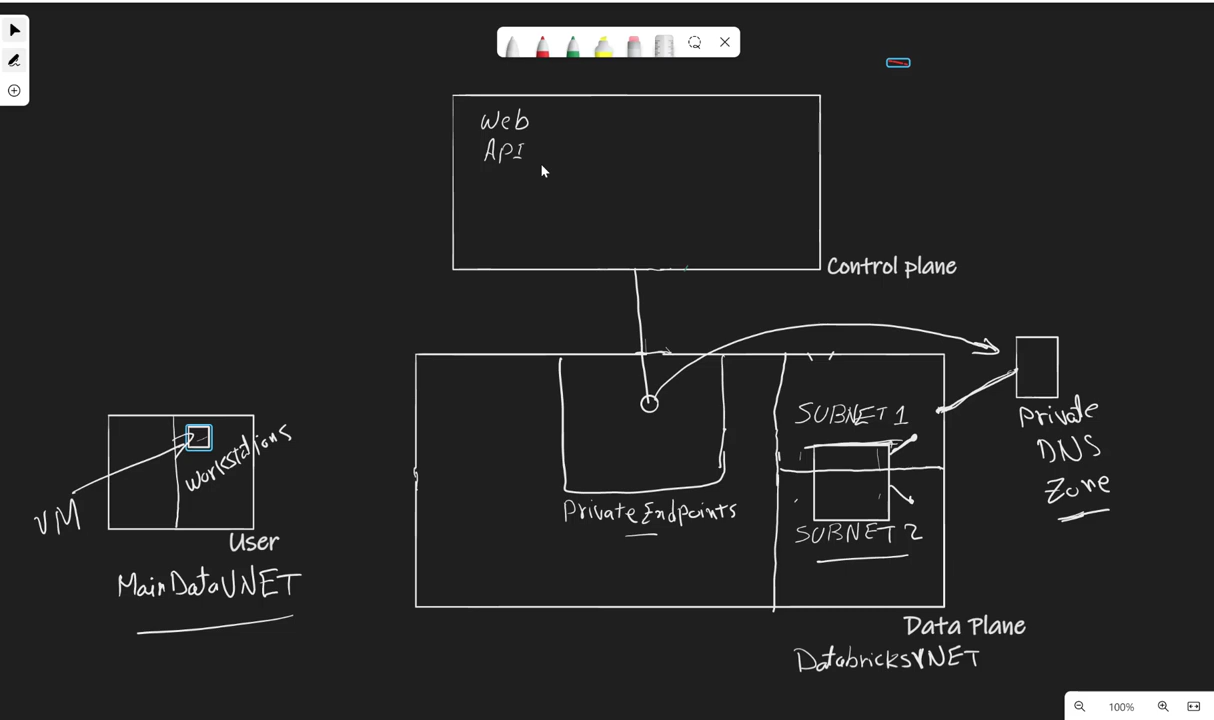 Web
API
Control plane
SUBNET 1
Private
DNS
Zone
workstations
Private Endpoints
VM
SUBNET 2
User
MainDataVNET
Data Plane
DatabricksVNET
100%